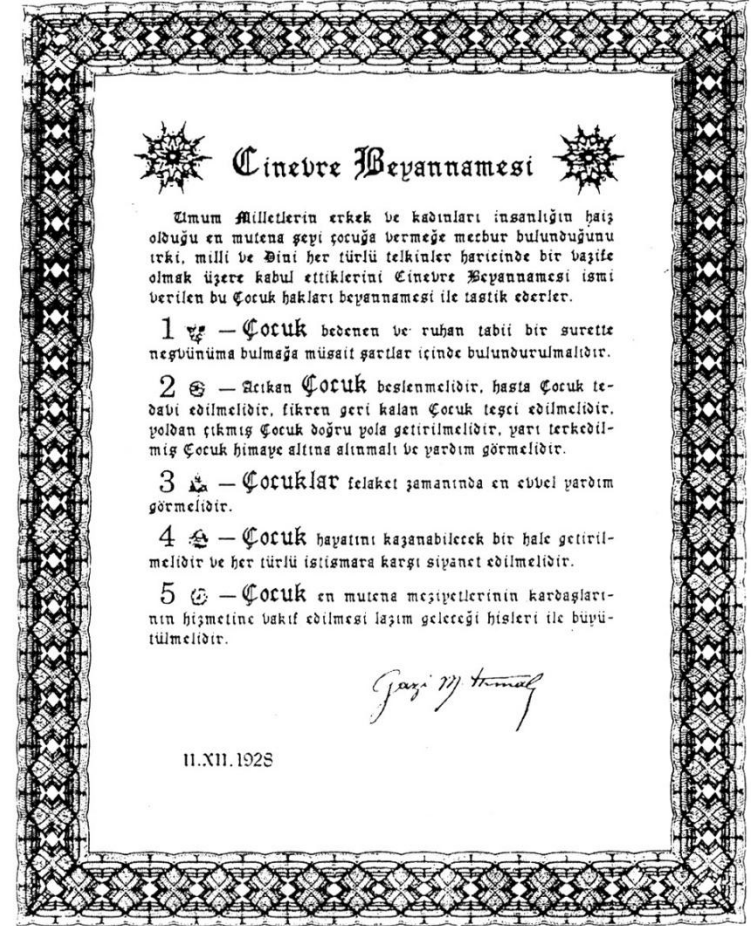 Cinevre Beyannamesi
Umum Milletlerin erkek ve kadınları insanlığın haiz
olduğu en mutena şeyi çocuğa vermeğe mecbur bulunduğunu
ırki, milli ve Dini her türlü telkinler haricinde bir vazife
olmak üzere kabul ettiklerini Cinevre Beyannamesi ismi
verilen bu Çocuk hakları beyannamesi ile tastik ederler.
1 — Çocuk bedenen ve ruhan tabii bir surette
neşvünüma bulmağa müsait şartlar içinde bulundurulmalıdır.
2 — Acıkan Çocuk beslenmelidir, hasta Çocuk te-
davi edilmelidir, fikren geri kalan Çocuk teşci edilmelidir,
yoldan çıkmış Çocuk doğru yola getirilmelidir, yarı terkedil-
miş Çocuk himaye altına alınmalı ve yardım görmelidir.
3 — Çocuklar felaket zamanında en evvel yardım
görmelidir.
4 — Çocuk hayatını kazanabilecek bir hale getiril-
melidir ve her türlü istismara karşı siyanet edilmelidir.
5 — Çocuk en mutena meziyetlerinin kardaşları-
nın hizmetine vakıf edilmesi lazım geleceği hisleri ile büyü-
tülmelidir.
Gazi M Kemal
11.XII.1928